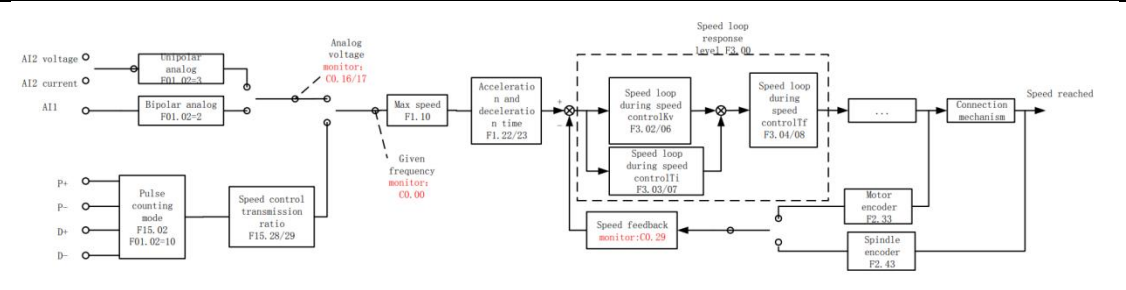 AI2 voltage
AI2 current
AI1
Unipolar
analog
F01.02=3
Bipolar analog
F01.02=2
Analog
voltage
monitor:
C0.16/17
Max speed
F1.10
Given
frequency
monitor:
C0.00
Acceleratio
n and
deceleratio
n time
F1.22/23
P+
P-
D+
D-
Pulse
counting
mode
F15.02
F01.02=10
Speed control
transmission
ratio
F15.28/29
+
-
Speed loop
response
level F3.00
Speed loop
during speed
controlKv
F3.02/06
Speed loop
during speed
controlTi
F3.03/07
Speed loop
during
speed
controlTf
F3.04/08
...
Connection
mechanism
Speed reached
Speed feedback
monitor:C0.29
Motor
encoder
F2.33
Spindle
encoder
F2.43